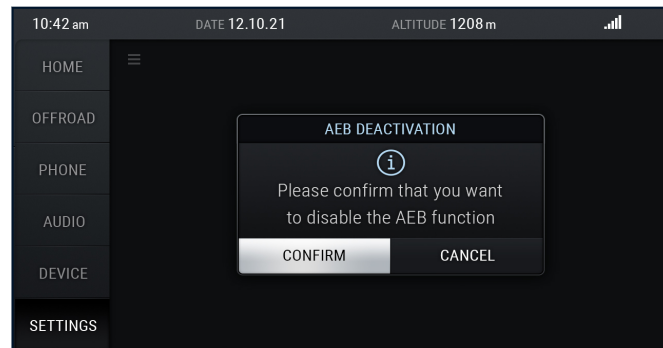 10:42 am DATE 12.10.21 ALTITUDE 1208 m
HOME
OFFROAD
PHONE
AUDIO
DEVICE
SETTINGS
AEB DEACTIVATION
i
Please confirm that you want
to disable the AEB function
CONFIRM CANCEL